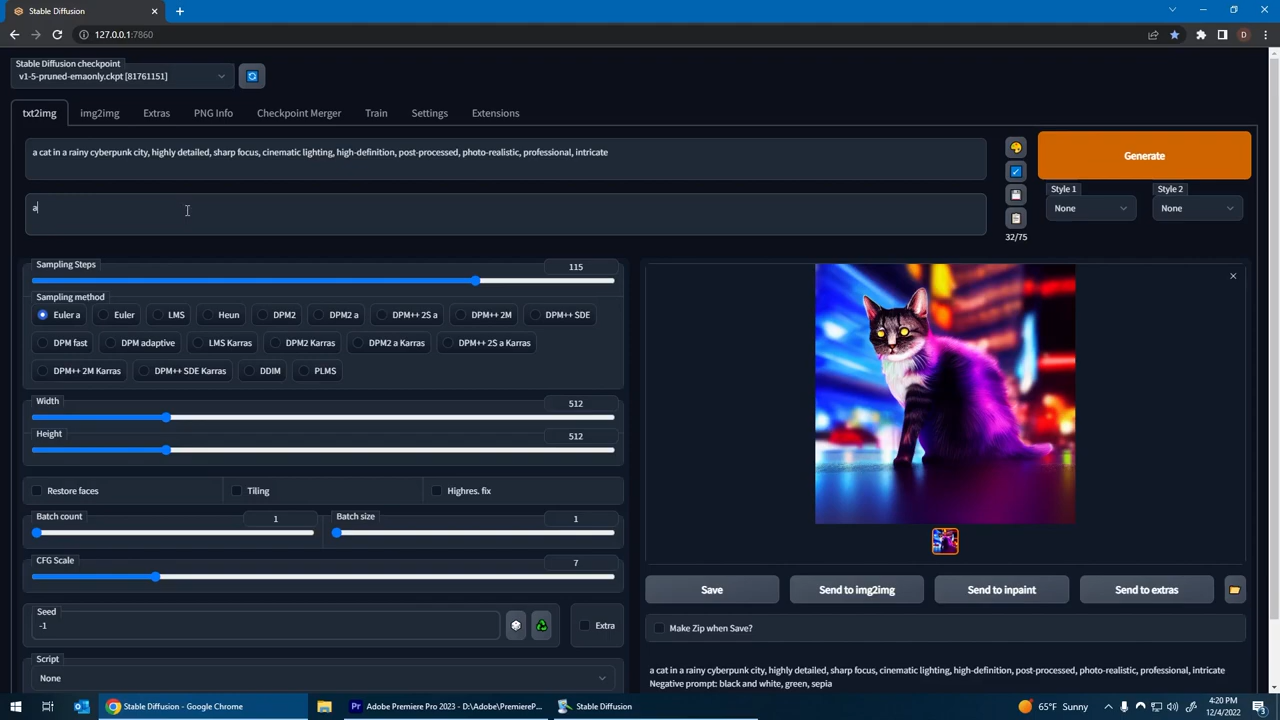 Stable Diffusion
127.0.0.1:7860
D
Stable Diffusion checkpoint
v1-5-pruned-emaonly.ckpt [81761151]
txt2img
img2img
Extras
PNG Info
Checkpoint Merger
Train
Settings
Extensions
a cat in a rainy cyberpunk city, highly detailed, sharp focus, cinematic lighting, high-definition, post-processed, photo-realistic, professional, intricate
Generate
Style 1
Style 2
None
None
a
32/75
Sampling Steps
115
Sampling method
Euler a
Euler
LMS
Heun
DPM2
DPM2 a
DPM++ 2S a
DPM++ 2M
DPM++ SDE
DPM fast
DPM adaptive
LMS Karras
DPM2 Karras
DPM2 a Karras
DPM++ 2S a Karras
DPM++ 2M Karras
DPM++ SDE Karras
DDIM
PLMS
Width
512
Height
512
Restore faces
Tiling
Highres. fix
Batch count
1
Batch size
1
CFG Scale
7
Seed
-1
Extra
Script
None
Save
Send to img2img
Send to inpaint
Send to extras
Make Zip when Save?
a cat in a rainy cyberpunk city, highly detailed, sharp focus, cinematic lighting, high-definition, post-processed, photo-realistic, professional, intricate
Negative prompt: black and white, green, sepia
Stable Diffusion - Google Chrome
Adobe Premiere Pro 2023 - D:\Adobe\PremiereP...
Stable Diffusion
65°F Sunny
4:20 PM
12/4/2022
3